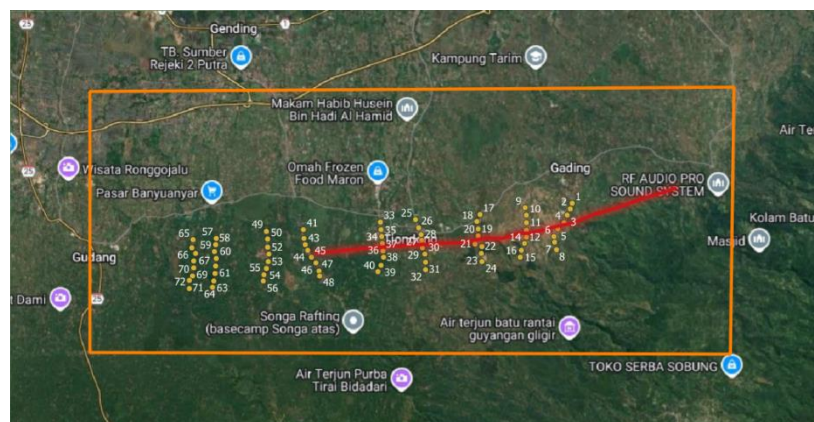 25
Gending
1
TB. Sumber
Rejeki 2 Putra
Kampung Tarim
Makam Habib Husein
Bin Hadi Al Hamid
Air Ter
25
Wisata Ronggojalu
Omah Frozen
Food Maron
Gading
RF AUDIO PRO
SOUND SYSTEM
Pasar Banyuanyar
Kolam Batu
Masjid
Gudang
t Dami
25
65 57 49 41 33 25 26 18 17 9 10 2 1
58 50 43 35 28 20 19 11 4 3
59 60 52 45 34 37 27 30 21 22 14 12 6 5
66 67 53 44 47 36 38 29 31 23 24 16 15 7 8
70 69 61 55 54 46 48 40 39 32
72 71 64 63 56
Songa Rafting
(basecamp Songa atas)
Air terjun batu rantai
guyangan gligir
Air Terjun Purba
Tirai Bidadari
TOKO SERBA SOBUNG